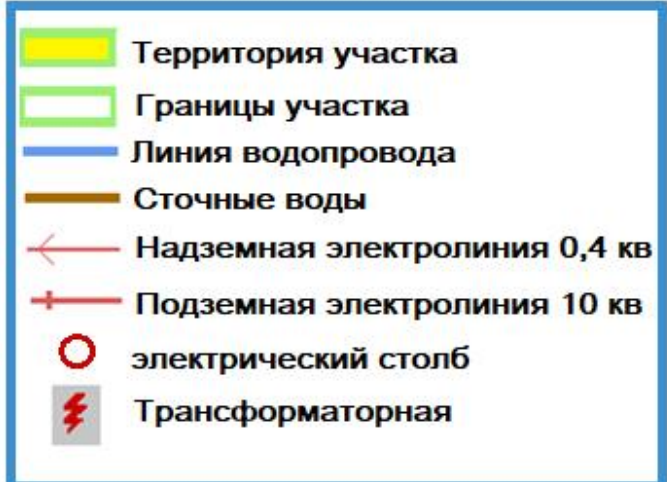 Территория участка
Границы участка
Линия водопровода
Сточные воды
Надземная электролиния 0,4 кв
Подземная электролиния 10 кв
электрический столб
Трансформаторная